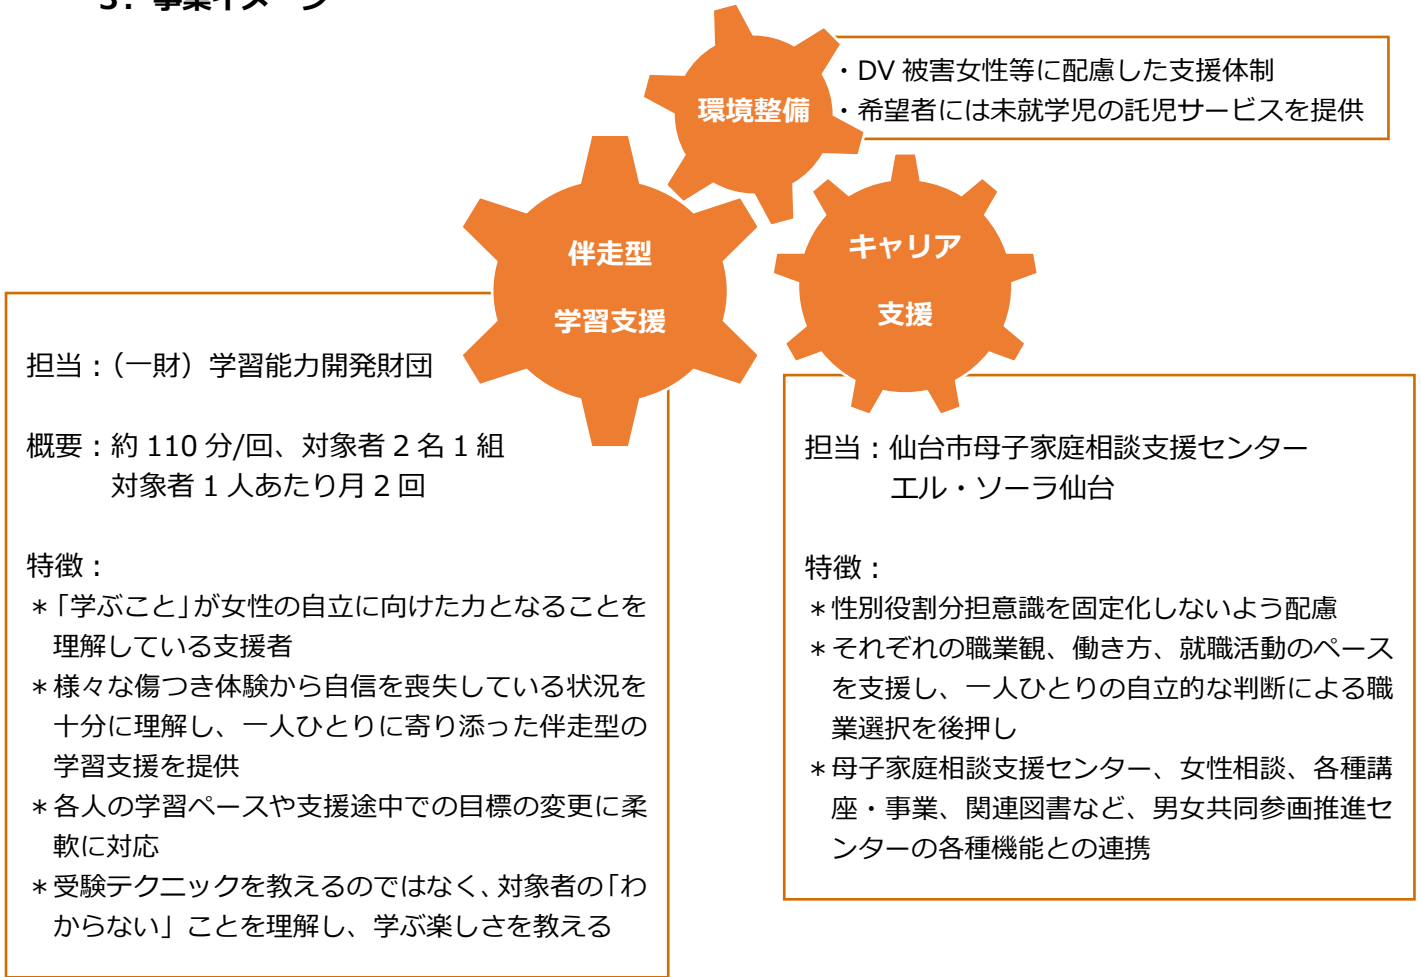 3．事業イメージ
環境整備
・DV 被害女性等に配慮した支援体制
・希望者には未就学児の託児サービスを提供
伴走型
学習支援
キャリア
支援
担当：（一財）学習能力開発財団
概要：約 110 分/回、対象者 2 名 1 組
対象者 1 人あたり月 2 回
特徴：
＊「学ぶこと」が女性の自立に向けた力となることを
理解している支援者
＊様々な傷つき体験から自信を喪失している状況を
十分に理解し、一人ひとりに寄り添った伴走型の
学習支援を提供
＊各人の学習ペースや支援途中での目標の変更に柔
軟に対応
＊受験テクニックを教えるのではなく、対象者の「わ
からない」ことを理解し、学ぶ楽しさを教える
担当：仙台市母子家庭相談支援センター
エル・ソーラ仙台
特徴：
＊性別役割分担意識を固定化しないよう配慮
＊それぞれの職業観、働き方、就職活動のペース
を支援し、一人ひとりの自立的な判断による職
業選択を後押し
＊母子家庭相談支援センター、女性相談、各種講
座・事業、関連図書など、男女共同参画推進セ
ンターの各種機能との連携